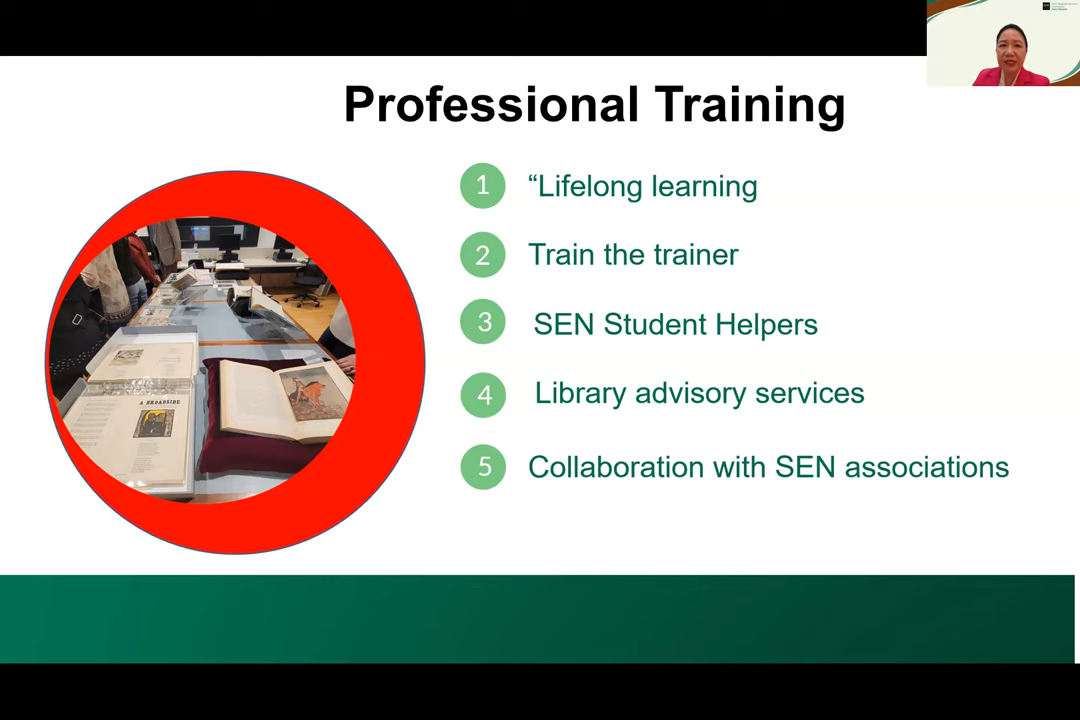 Professional Training
1 “Lifelong learning
2 Train the trainer
3 SEN Student Helpers
4 Library advisory services
5 Collaboration with SEN associations
A BROADSIDE